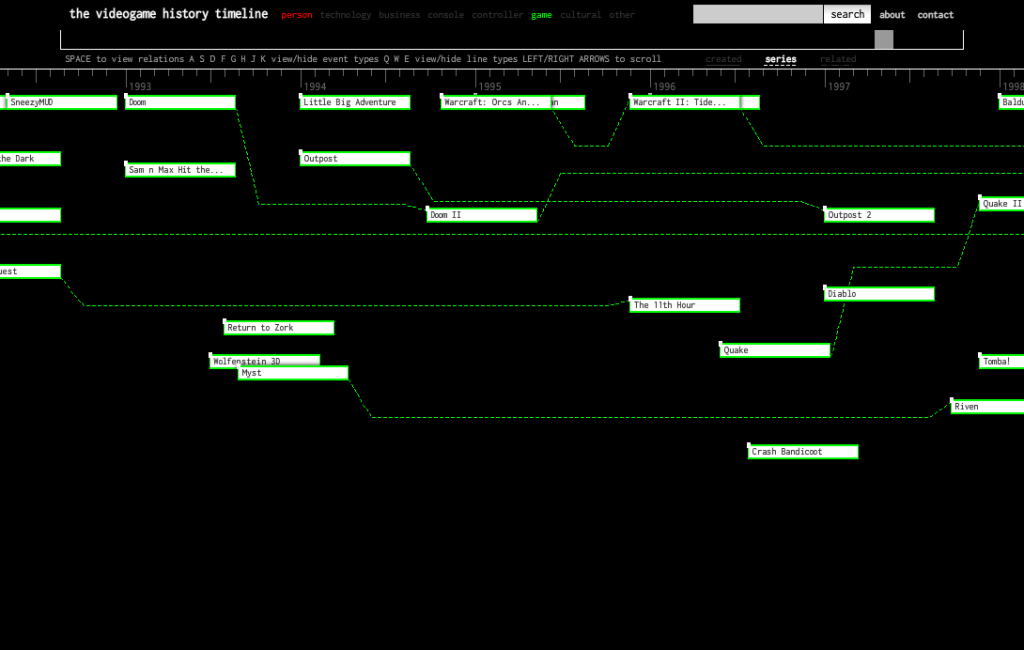 the videogame history timeline person technology business console controller game cultural other search about contact
SPACE to view relations A S D F G H J K view/hide event types Q W E view/hide line types LEFT/RIGHT ARROWS to scroll created series related
1993 1994 1995 1996 1997 1998
SneezyMUD Doom Little Big Adventure Warcraft: Orcs An... Warcraft II: Tide... Baldu
the Dark Outpost
Sam n Max Hit the...
Quake II
Doom II Outpost 2
uest
Diablo
The 11th Hour
Return to Zork
Quake
Wolfenstein 3D Tomba!
Myst
Riven
Crash Bandicoot